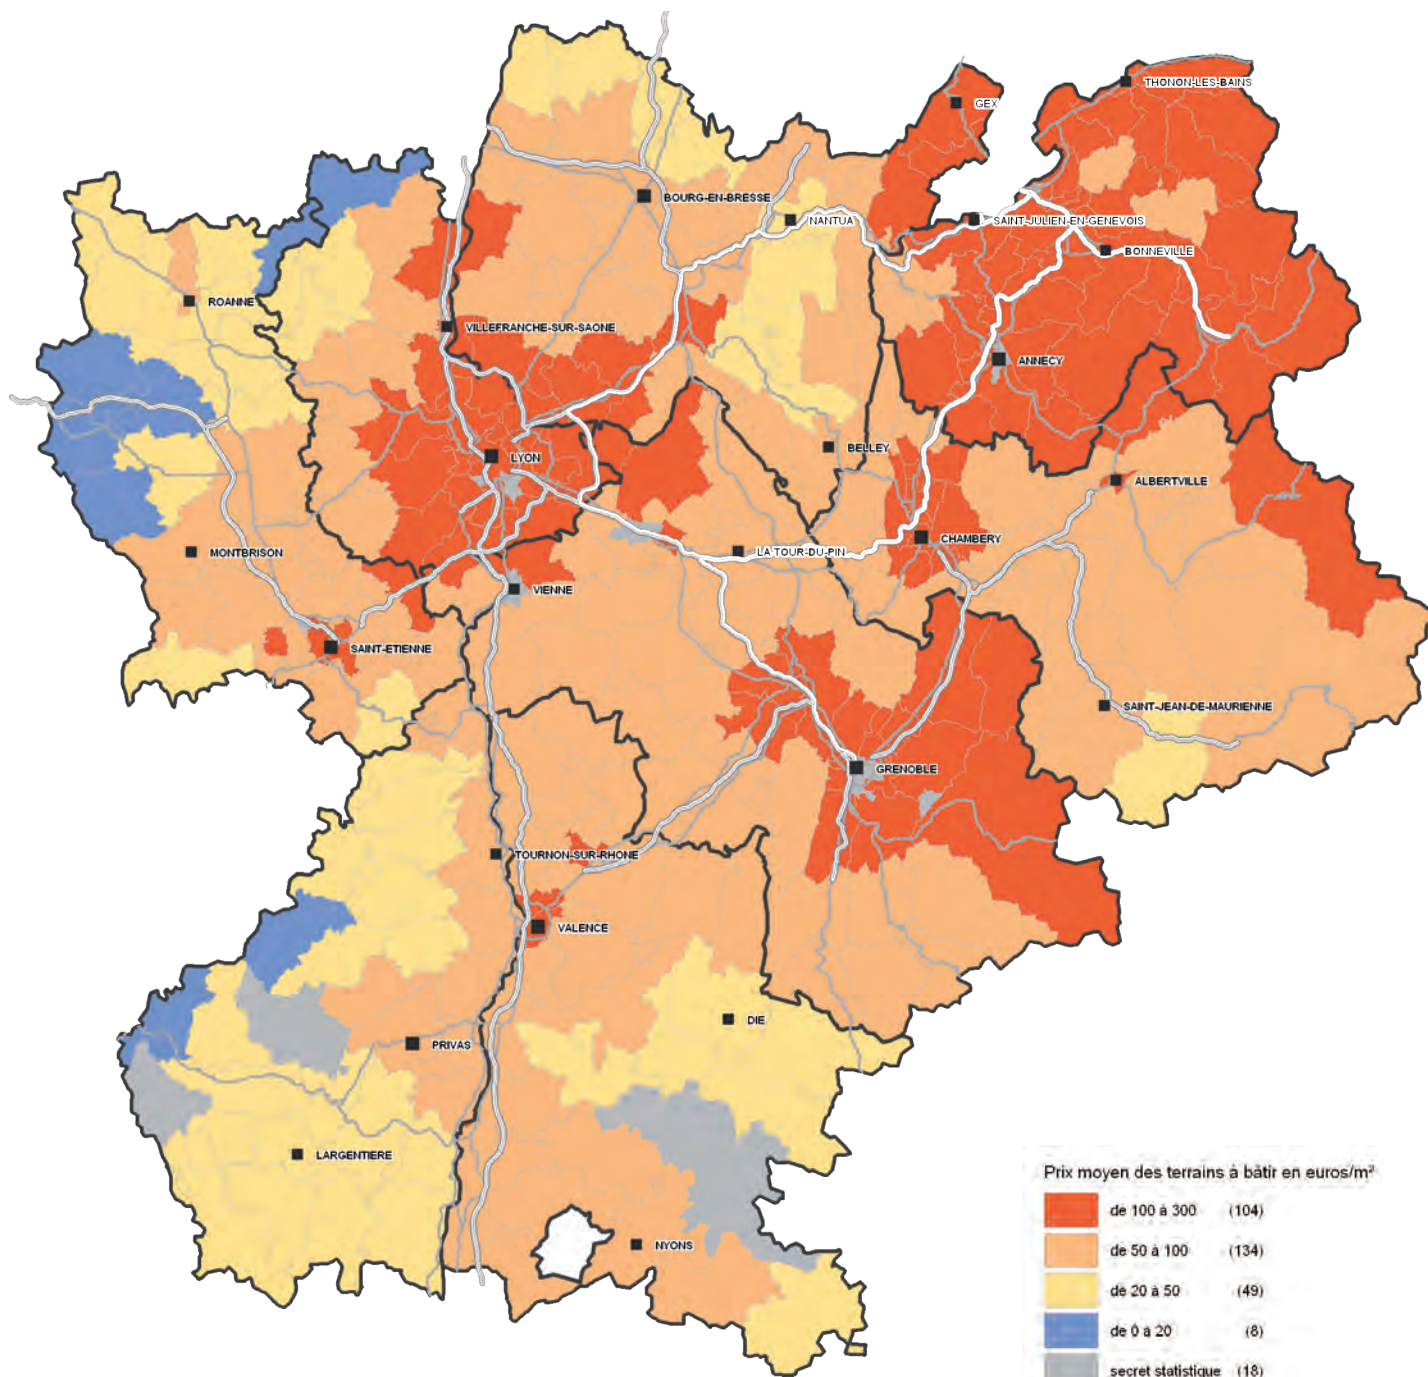 THONON-LES-BAINS
GEX
BOURG-EN-BRESSE
NANTUA
SAINT-JULIEN-EN-GENEVOIS
BONNEVILLE
ROANNE
VILLEFRANCHE-SUR-SAONE
ANNECY
BELLEY
LYON
ALBERTVILLE
CHAMBERY
MONTBRISON
LA TOUR-DU-PIN
VIENNE
SAINT-ETIENNE
SAINT-JEAN-DE-MAURIENNE
GRENOBLE
TOURNON-SUR-RHONE
VALENCE
DIE
PRIVAS
LARGENTIERE
NYONS
Prix moyen des terrains à bâtir en euros/m²
de 100 à 300 (104)
de 50 à 100 (134)
de 20 à 50 (49)
de 0 à 20 (8)
secret statistique (18)